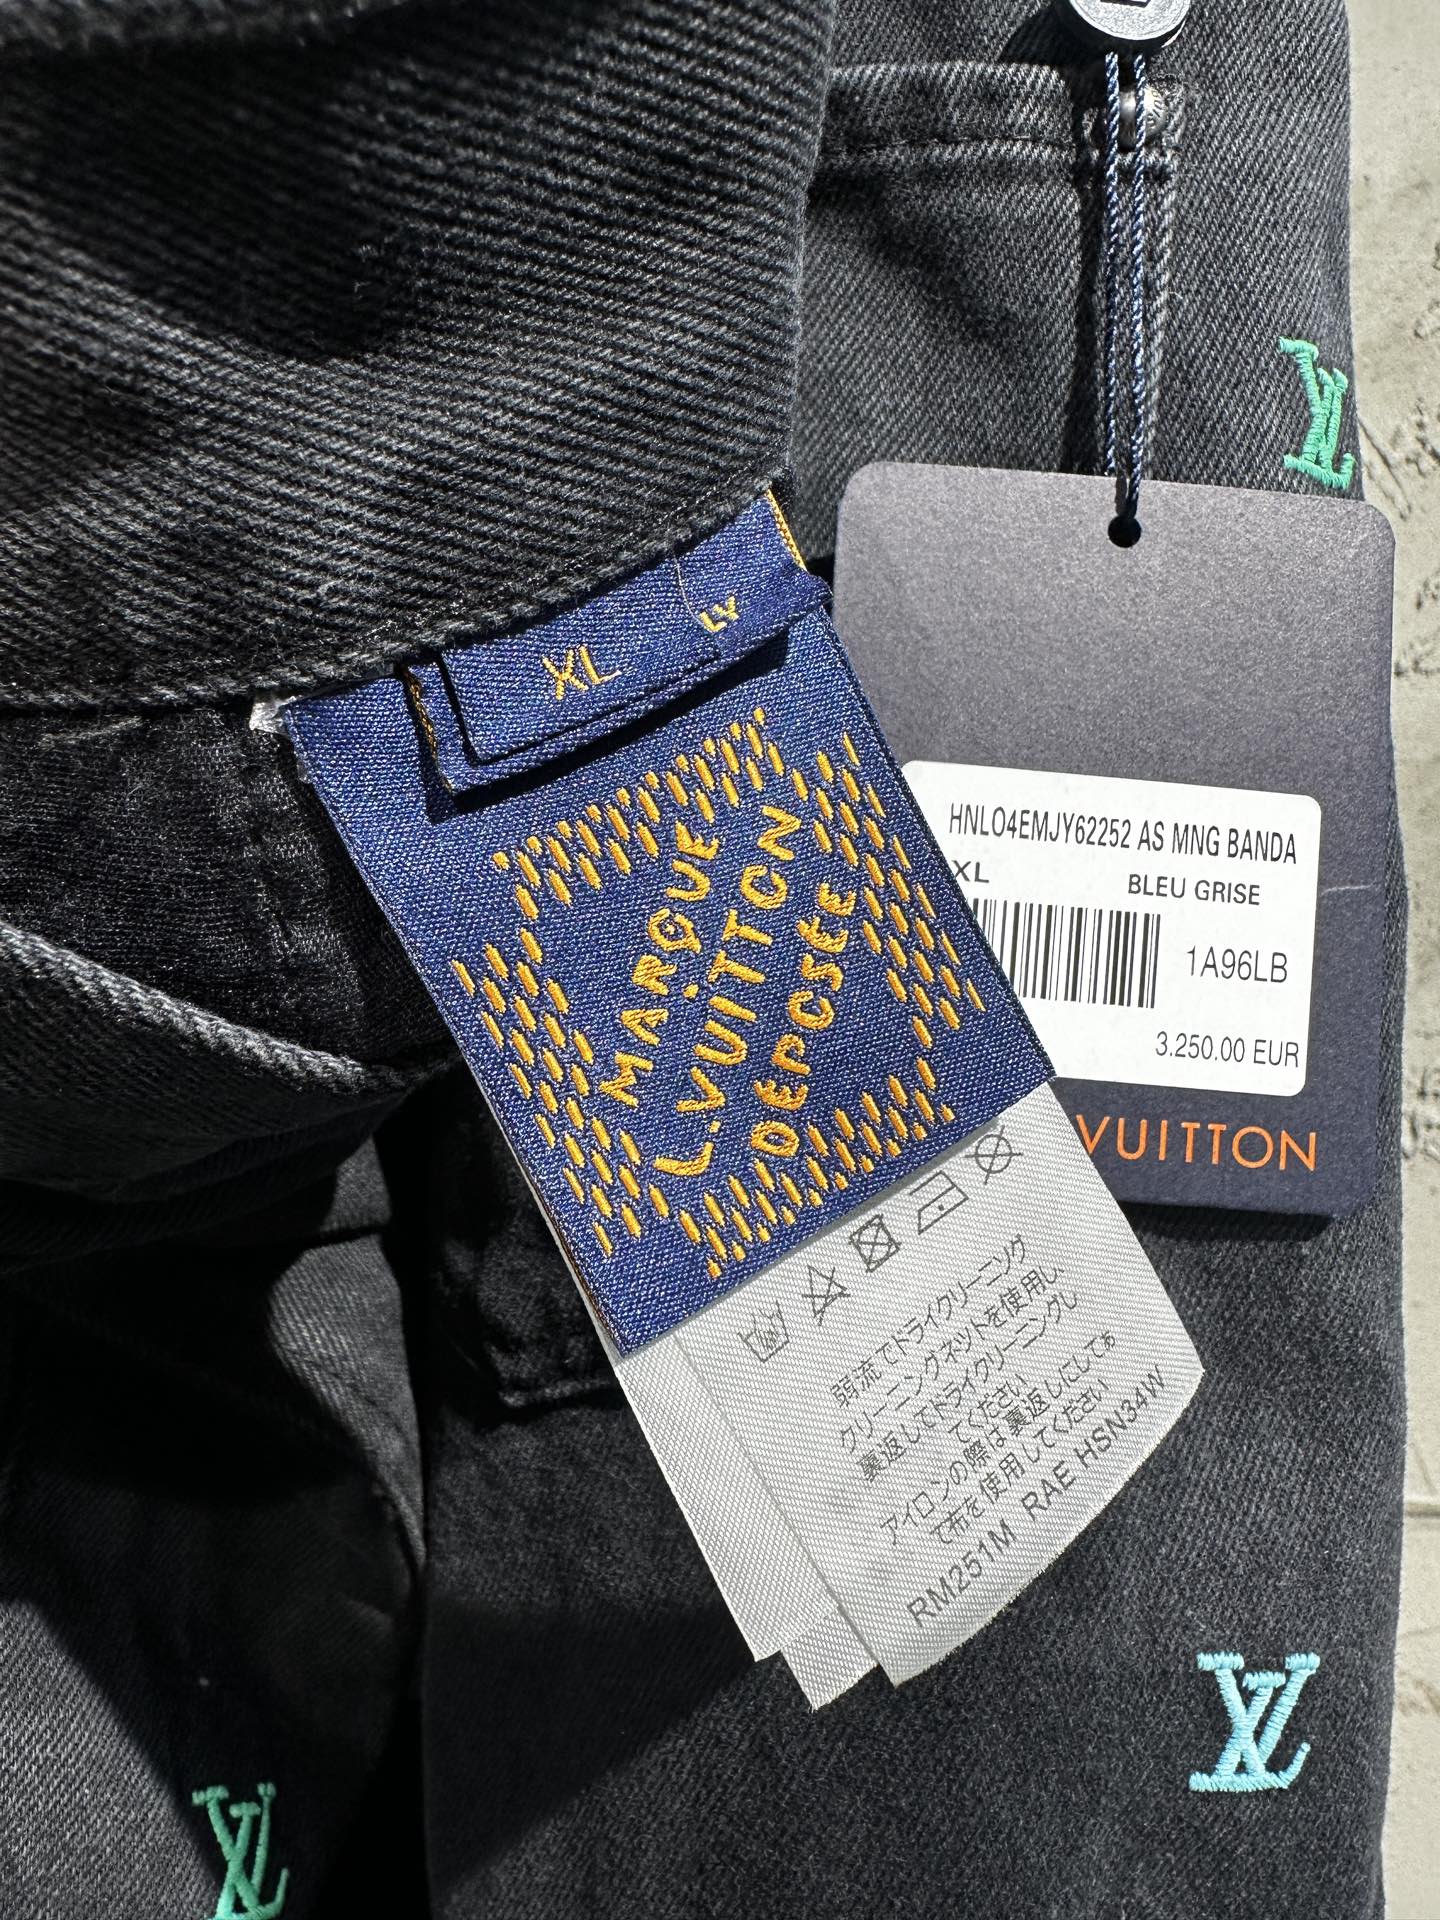 LV
XL
LV
MARQUE
L.VUITTON
DEPOSEE
HNLO4EMJY62252 AS MNG BANDA
XL
BLEU GRISE
1A96LB
3.250.00 EUR
VUITTON
弱流でドライクリーニング
クリーニングネットを使用し、
裏返してドライクリーニングし
てください
アイロンの際は裏返しにしてあ
て布を使用してください
RM251M RAE HSN34W
LV
LV